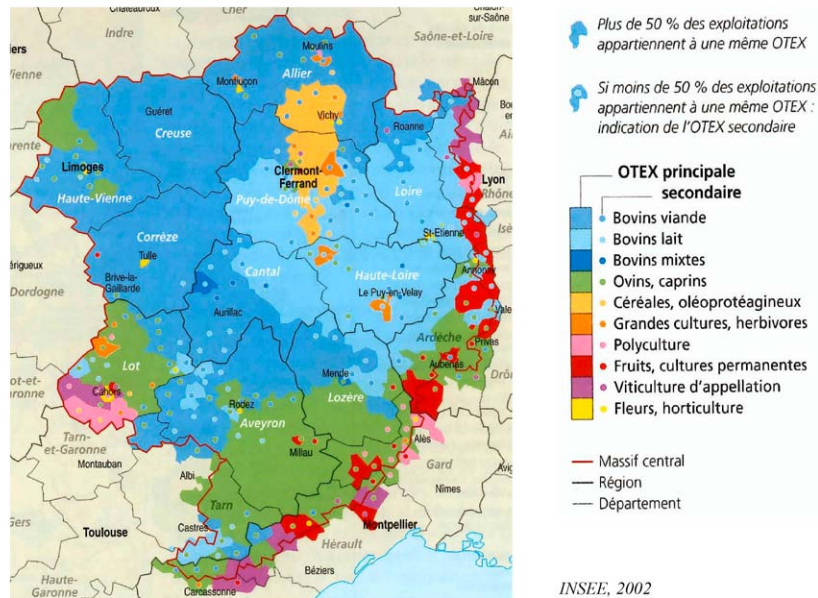 Châteauroux
Cher
Chalon-
sur-Saône
Indre
Moulins
Saône-et-Loire
Allier
Montluçon
Mâcon
Vienne
Guéret
Vichy
Roanne
Creuse
Limoges
Clermont-
Ferrand
Lyon
Rhône
Haute-Vienne
Puy-de-Dôme
Loire
Corrèze
St-Etienne
Tulle
Cantal
Haute-Loire
Annonay
Brive-la-
Gaillarde
Dordogne
Le Puy-en-Velay
Aurillac
Ardèche
Privas
Lot
Mende
Aubenas
Cahors
Rodez
Lozère
Aveyron
Tarn-
et-Garonne
Millau
Alès
Montauban
Gard
Albi
Nîmes
Tarn
Toulouse
Castres
Montpellier
Gers
Hérault
Béziers
Haute-
Garonne
Carcassonne
Plus de 50 % des exploitations
appartiennent à une même OTEX
Si moins de 50 % des exploitations
appartiennent à une même OTEX :
indication de l'OTEX secondaire
OTEX principale
secondaire
Bovins viande
Bovins lait
Bovins mixtes
Ovins, caprins
Céréales, oléoprotéagineux
Grandes cultures, herbivores
Polyculture
Fruits, cultures permanentes
Viticulture d'appellation
Fleurs, horticulture
Massif central
Région
Département
INSEE, 2002